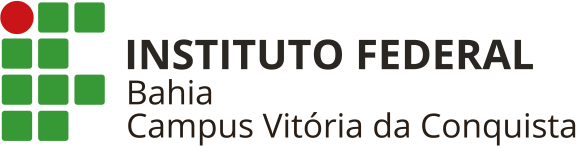 INSTITUTO FEDERAL
Bahia
Campus Vitória da Conquista